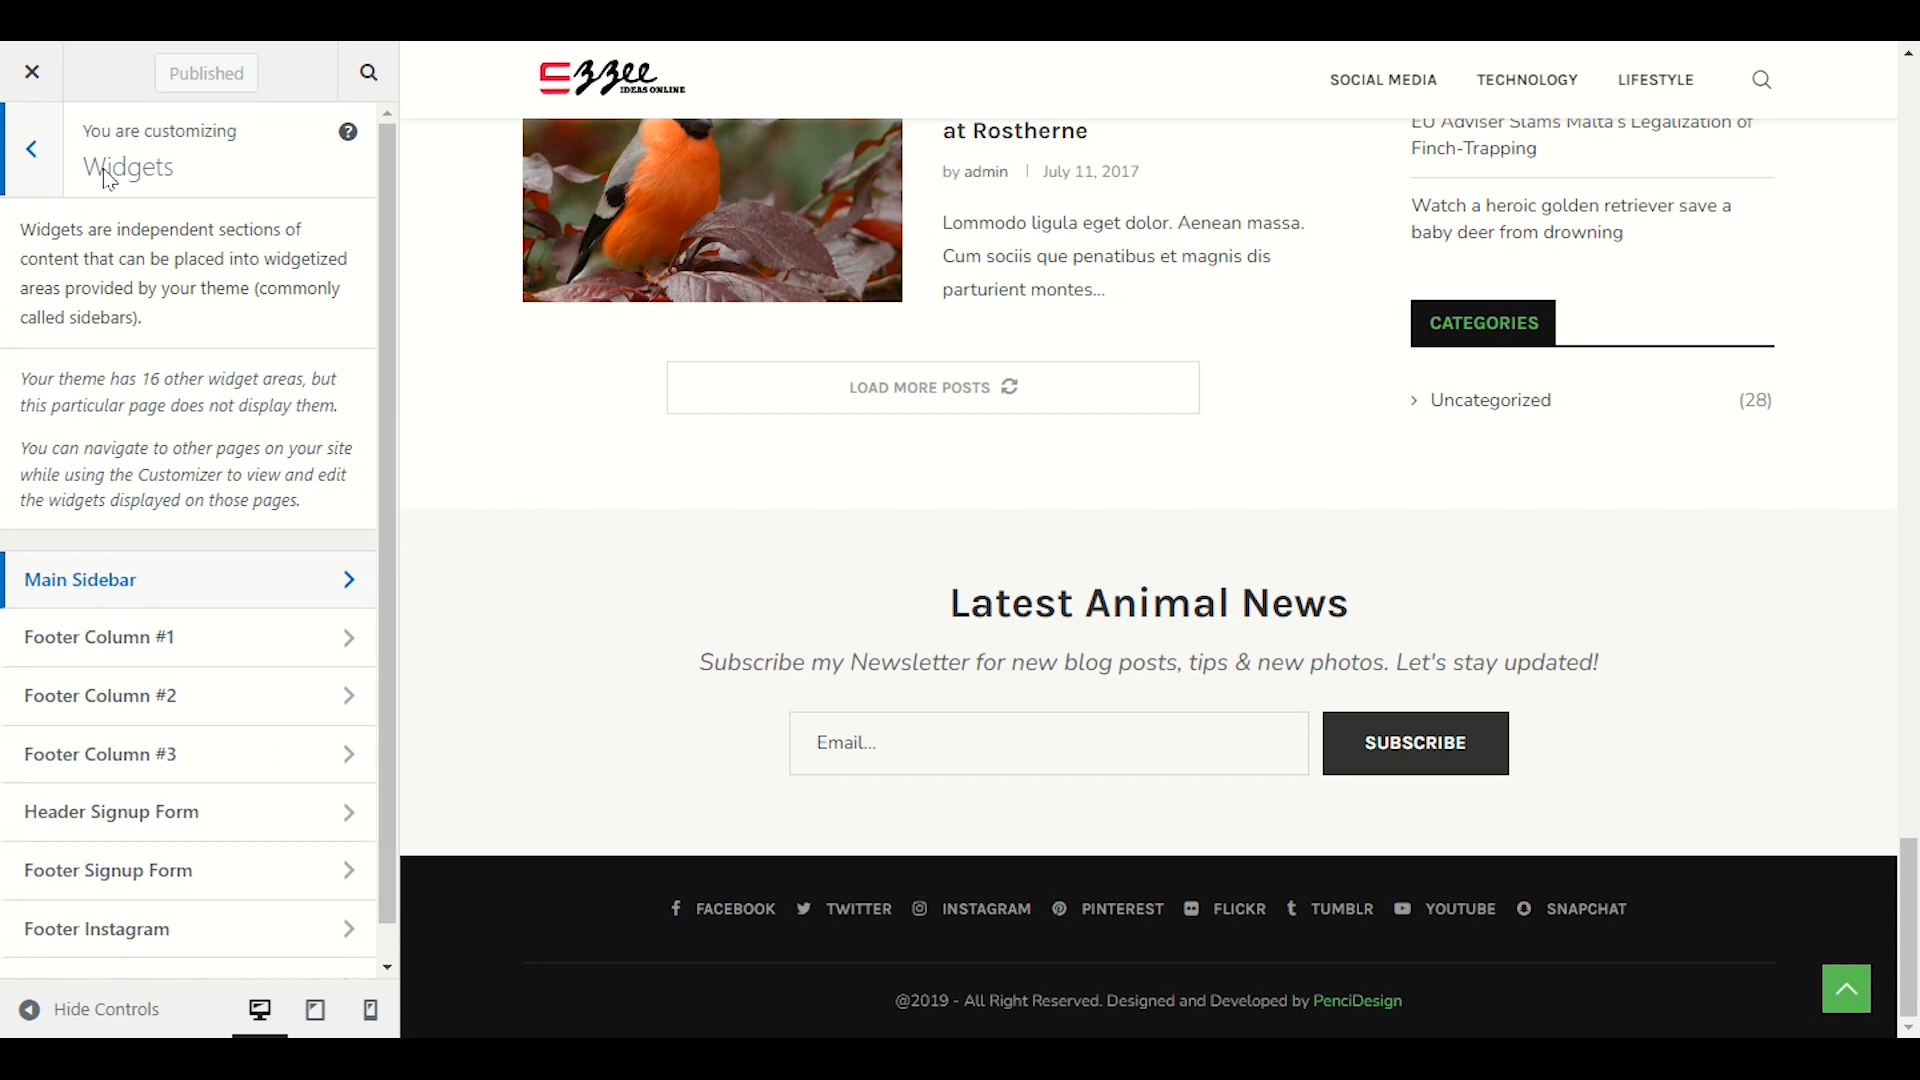 Published
You are customizing
Widgets
Widgets are independent sections of
content that can be placed into widgetized
areas provided by your theme (commonly
called sidebars).
Your theme has 16 other widget areas, but
this particular page does not display them.
You can navigate to other pages on your site
while using the Customizer to view and edit
the widgets displayed on those pages.
Main Sidebar
Footer Column #1
Footer Column #2
Footer Column #3
Header Signup Form
Footer Signup Form
Footer Instagram
Hide Controls
Ezzee
IDEAS ONLINE
SOCIAL MEDIA
TECHNOLOGY
LIFESTYLE
at Rostherne
by admin
July 11, 2017
Lommodo ligula eget dolor. Aenean massa.
Cum sociis que penatibus et magnis dis
parturient montes...
LOAD MORE POSTS
EU Adviser Slams Malta's Legalization of
Finch-Trapping
Watch a heroic golden retriever save a
baby deer from drowning
CATEGORIES
Uncategorized (28)
Latest Animal News
Subscribe my Newsletter for new blog posts, tips & new photos. Let's stay updated!
Email...
SUBSCRIBE
FACEBOOK TWITTER INSTAGRAM PINTEREST FLICKR TUMBLR YOUTUBE SNAPCHAT
@2019 - All Right Reserved. Designed and Developed by PenciDesign